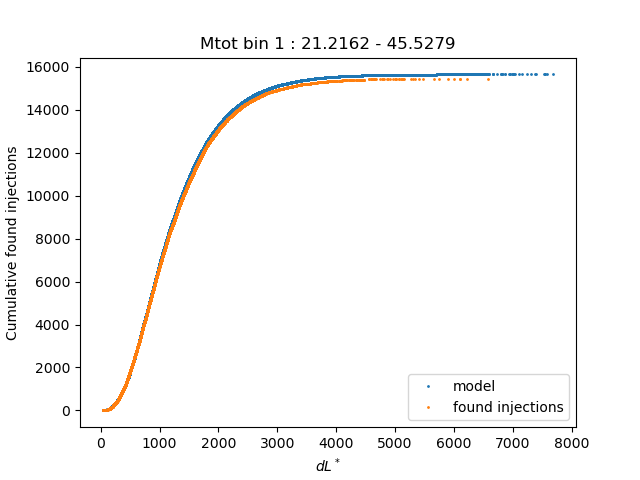 Mtot bin 1 : 21.2162 - 45.5279
16000
14000
12000
10000
8000
6000
4000
2000
0
Cumulative found injections
model
found injections
0 1000 2000 3000 4000 5000 6000 7000 8000
dL*